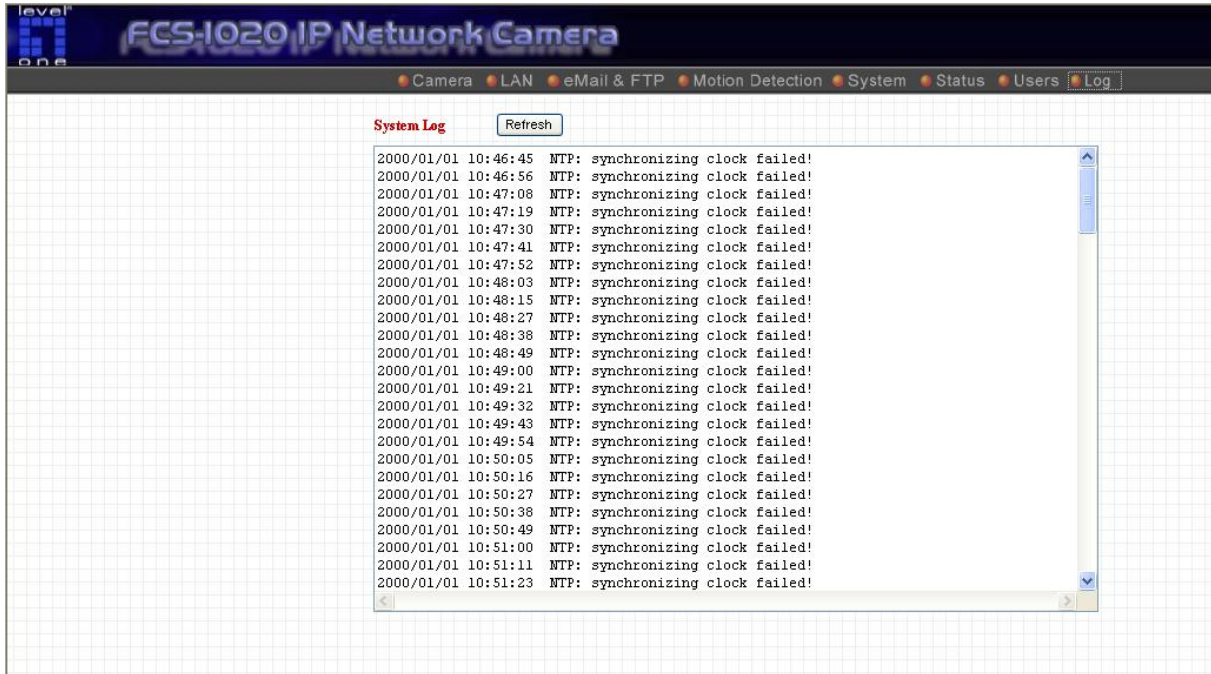 level
one
FCS-1020 IP Network Camera
Camera LAN eMail & FTP Motion Detection System Status Users Log
System Log Refresh
2000/01/01 10:46:45 NTP: synchronizing clock failed!
2000/01/01 10:46:56 NTP: synchronizing clock failed!
2000/01/01 10:47:08 NTP: synchronizing clock failed!
2000/01/01 10:47:19 NTP: synchronizing clock failed!
2000/01/01 10:47:30 NTP: synchronizing clock failed!
2000/01/01 10:47:41 NTP: synchronizing clock failed!
2000/01/01 10:47:52 NTP: synchronizing clock failed!
2000/01/01 10:48:03 NTP: synchronizing clock failed!
2000/01/01 10:48:15 NTP: synchronizing clock failed!
2000/01/01 10:48:27 NTP: synchronizing clock failed!
2000/01/01 10:48:38 NTP: synchronizing clock failed!
2000/01/01 10:48:49 NTP: synchronizing clock failed!
2000/01/01 10:49:00 NTP: synchronizing clock failed!
2000/01/01 10:49:21 NTP: synchronizing clock failed!
2000/01/01 10:49:32 NTP: synchronizing clock failed!
2000/01/01 10:49:43 NTP: synchronizing clock failed!
2000/01/01 10:49:54 NTP: synchronizing clock failed!
2000/01/01 10:50:05 NTP: synchronizing clock failed!
2000/01/01 10:50:16 NTP: synchronizing clock failed!
2000/01/01 10:50:27 NTP: synchronizing clock failed!
2000/01/01 10:50:38 NTP: synchronizing clock failed!
2000/01/01 10:50:49 NTP: synchronizing clock failed!
2000/01/01 10:51:00 NTP: synchronizing clock failed!
2000/01/01 10:51:11 NTP: synchronizing clock failed!
2000/01/01 10:51:23 NTP: synchronizing clock failed!